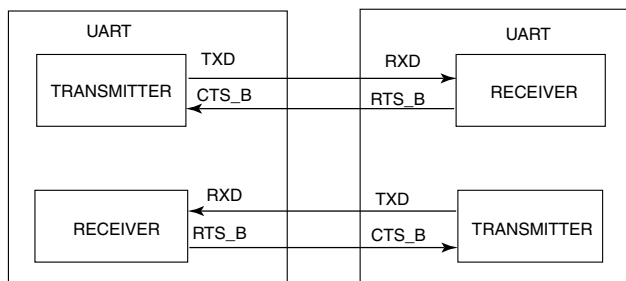 UART UART
TXD RXD
TRANSMITTER CTS_B RTS_B RECEIVER
RXD TXD
RECEIVER RTS_B CTS_B TRANSMITTER